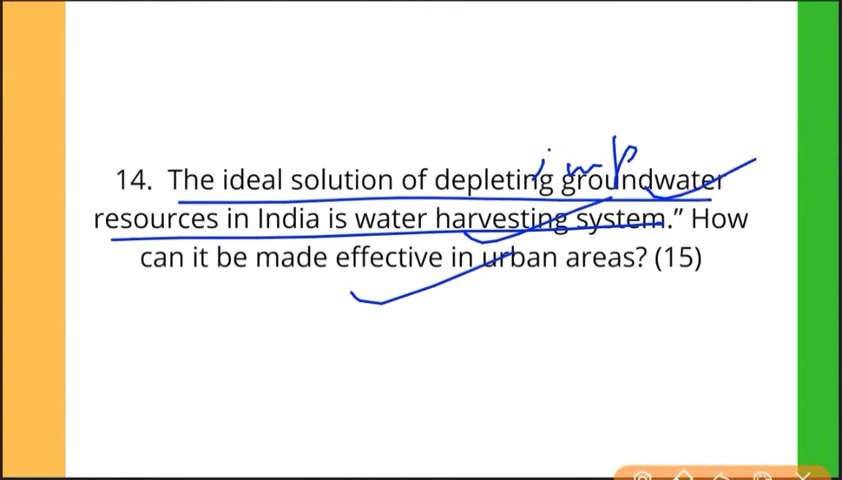 imp
14. The ideal solution of depleting groundwater
resources in India is water harvesting system.” How
can it be made effective in urban areas? (15)